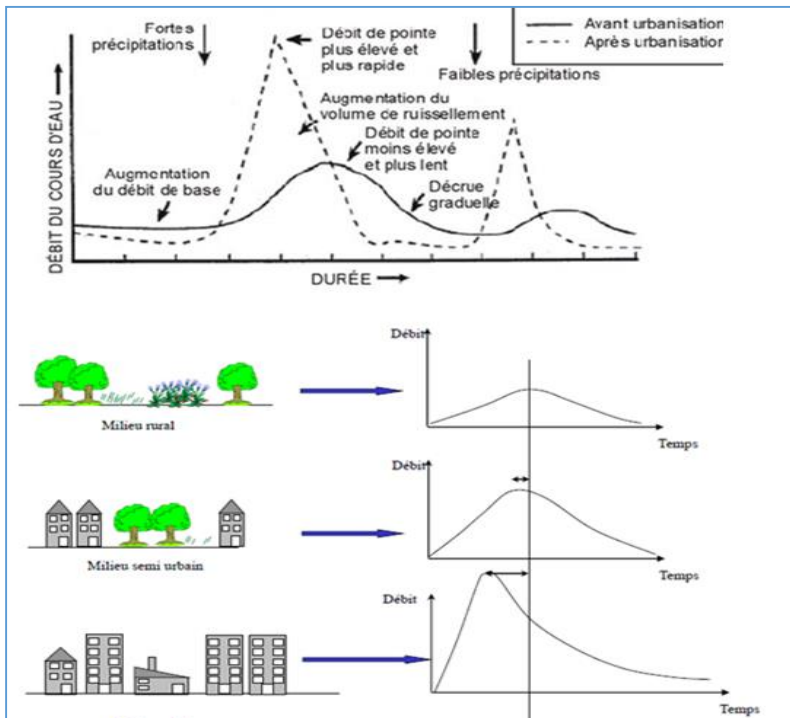 Fortes
précipitations
Débit de pointe
plus élevé et
plus rapide
Avant urbanisation
Après urbanisation
Faibles précipitations
Augmentation du
volume de ruissellement
Débit de pointe
moins élevé
et plus lent
Augmentation
du débit de base
Décrue
graduelle
DÉBIT DU COURS D'EAU
DURÉE
Débit
Temps
Milieu rural
Débit
Temps
Milieu semi urbain
Débit
Temps